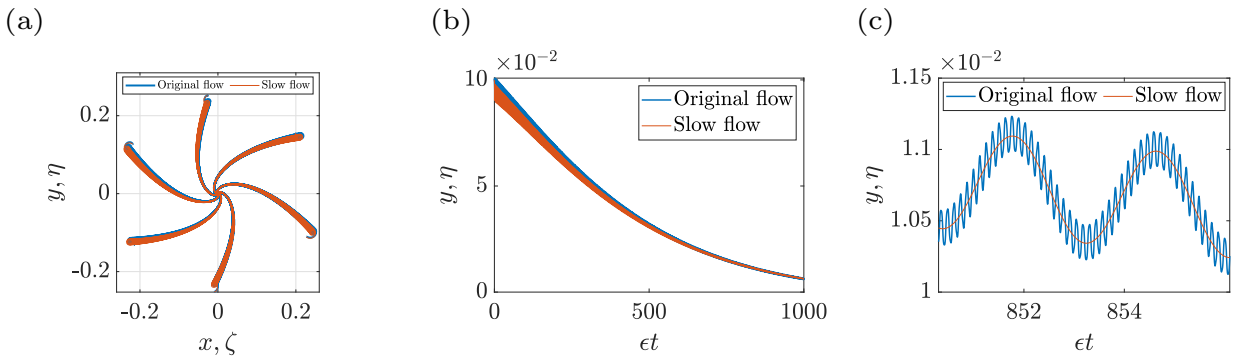 (a)
Original flow
Slow flow
0.2
0
-0.2
y, η
-0.2
0
0.2
x, ζ
(b)
×10⁻²
10
5
0
y, η
Original flow
Slow flow
0
500
1000
ϵt
(c)
×10⁻²
1.15
1.1
1.05
1
y, η
Original flow
Slow flow
852
854
ϵt